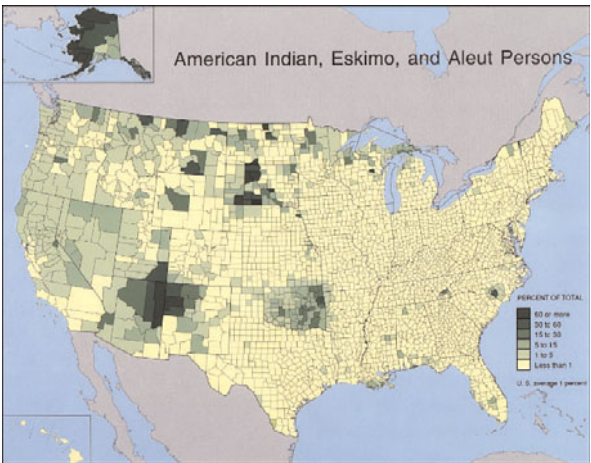 American Indian, Eskimo, and Aleut Persons
PERCENT OF TOTAL
60 or more
30 to 60
15 to 30
5 to 15
1 to 5
Less than 1
U.S. average 1 percent